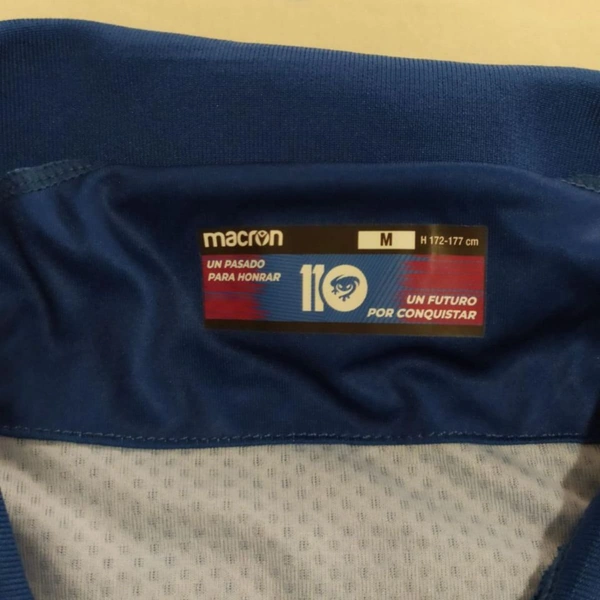 macron
M
H 172-177 cm
UN PASADO
PARA HONRAR
110
UN FUTURO
POR CONQUISTAR